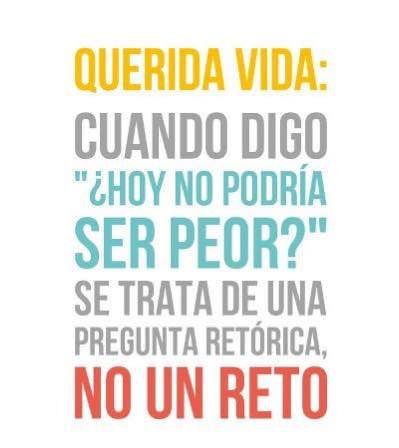 QUERIDA VIDA:
CUANDO DIGO
"¿HOY NO PODRÍA
SER PEOR?"
SE TRATA DE UNA
PREGUNTA RETÓRICA,
NO UN RETO